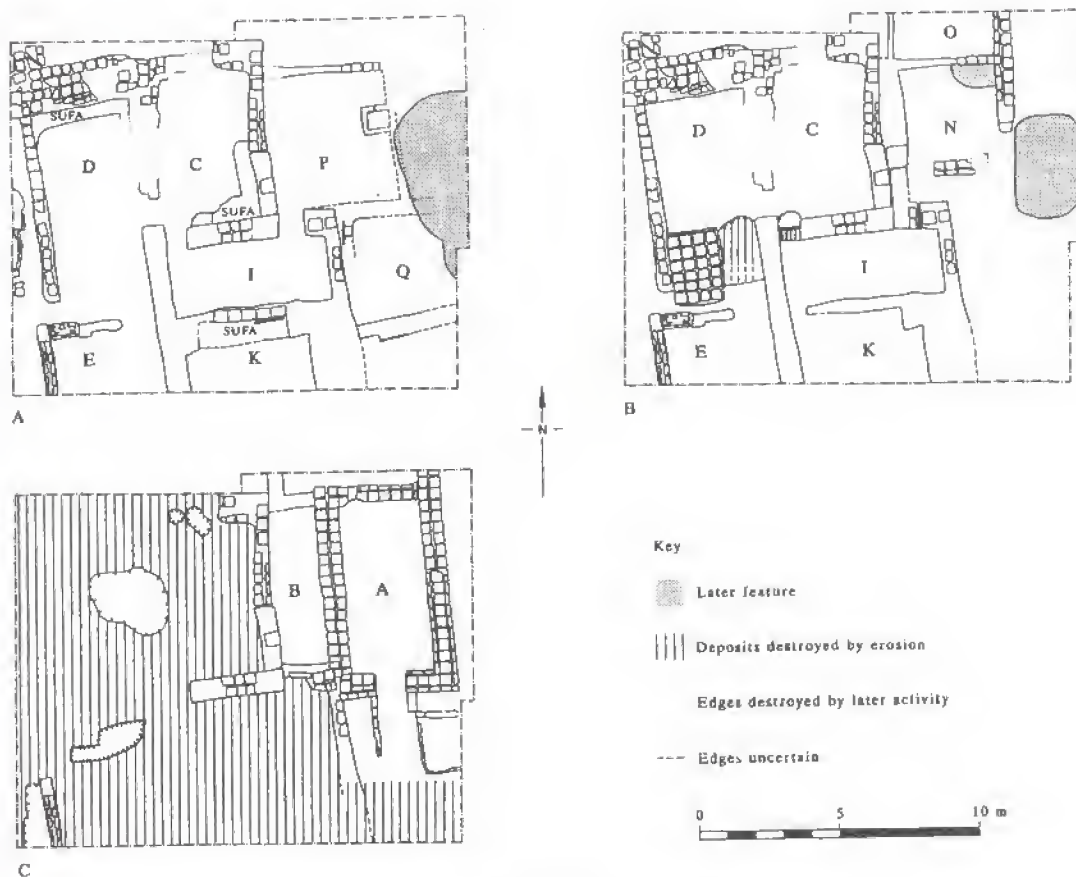 SUFA
D
C
P
SUFA
I
Q
SUFA
E
K
A
O
D
C
N
I
E
K
B
N
B
A
C
Key
Later feature
Deposits destroyed by erosion
Edges destroyed by later activity
Edges uncertain
0 5 10 m